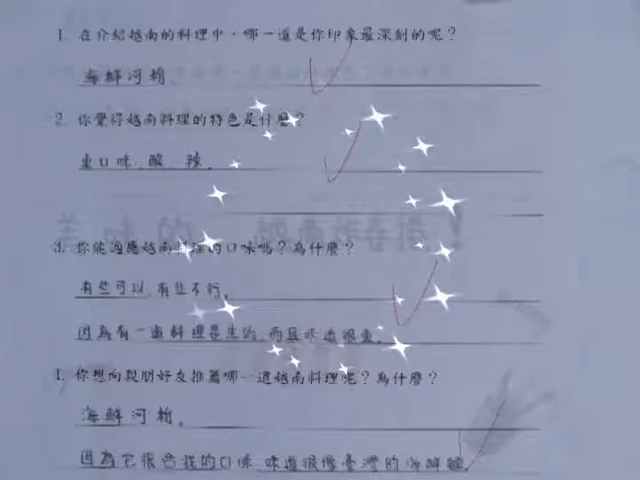 1. 在介紹越南的料理中，哪一道是你印象最深刻的呢？
海鮮河粉
2. 你覺得越南料理的特色是什麼？
重口味、酸、辣。
3. 你能適應越南料理的口味嗎？為什麼？
有些可以,有些不行。
因為有一些料理是生的,而且味道很重。
你想向親朋好友推薦哪一道越南料理呢？為什麼？
海鮮河粉。
因為它很合我的口味,味道很像臺灣的海鮮麵。